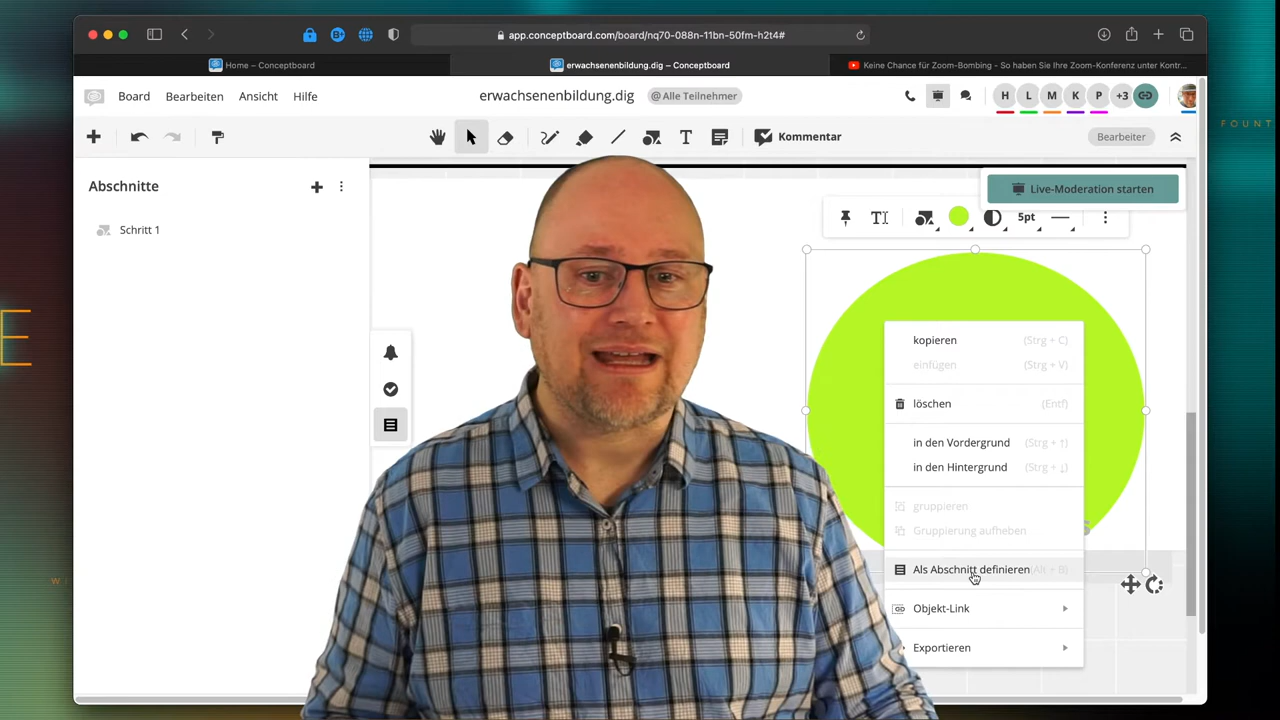 app.conceptboard.com/board/nq70-088n-11bn-50fm-h2t4#
Home – Conceptboard
erwachsenenbildung.dig – Conceptboard
Keine Chance für Zoom-Bombing – So haben Sie Ihre Zoom-Konferenz unter Kontr...
Board Bearbeiten Ansicht Hilfe
erwachsenenbildung.dig
@ Alle Teilnehmer
H L M K P +3
T
Kommentar
Bearbeiter
Abschnitte
Schritt 1
Live-Moderation starten
T
5pt
kopieren (Strg + C)
einfügen (Strg + V)
löschen (Entf)
in den Vordergrund (Strg + ↑)
in den Hintergrund (Strg + ↓)
gruppieren
Gruppierung aufheben
Als Abschnitt definieren (Alt + B)
Objekt-Link
Exportieren
E
FOUNT